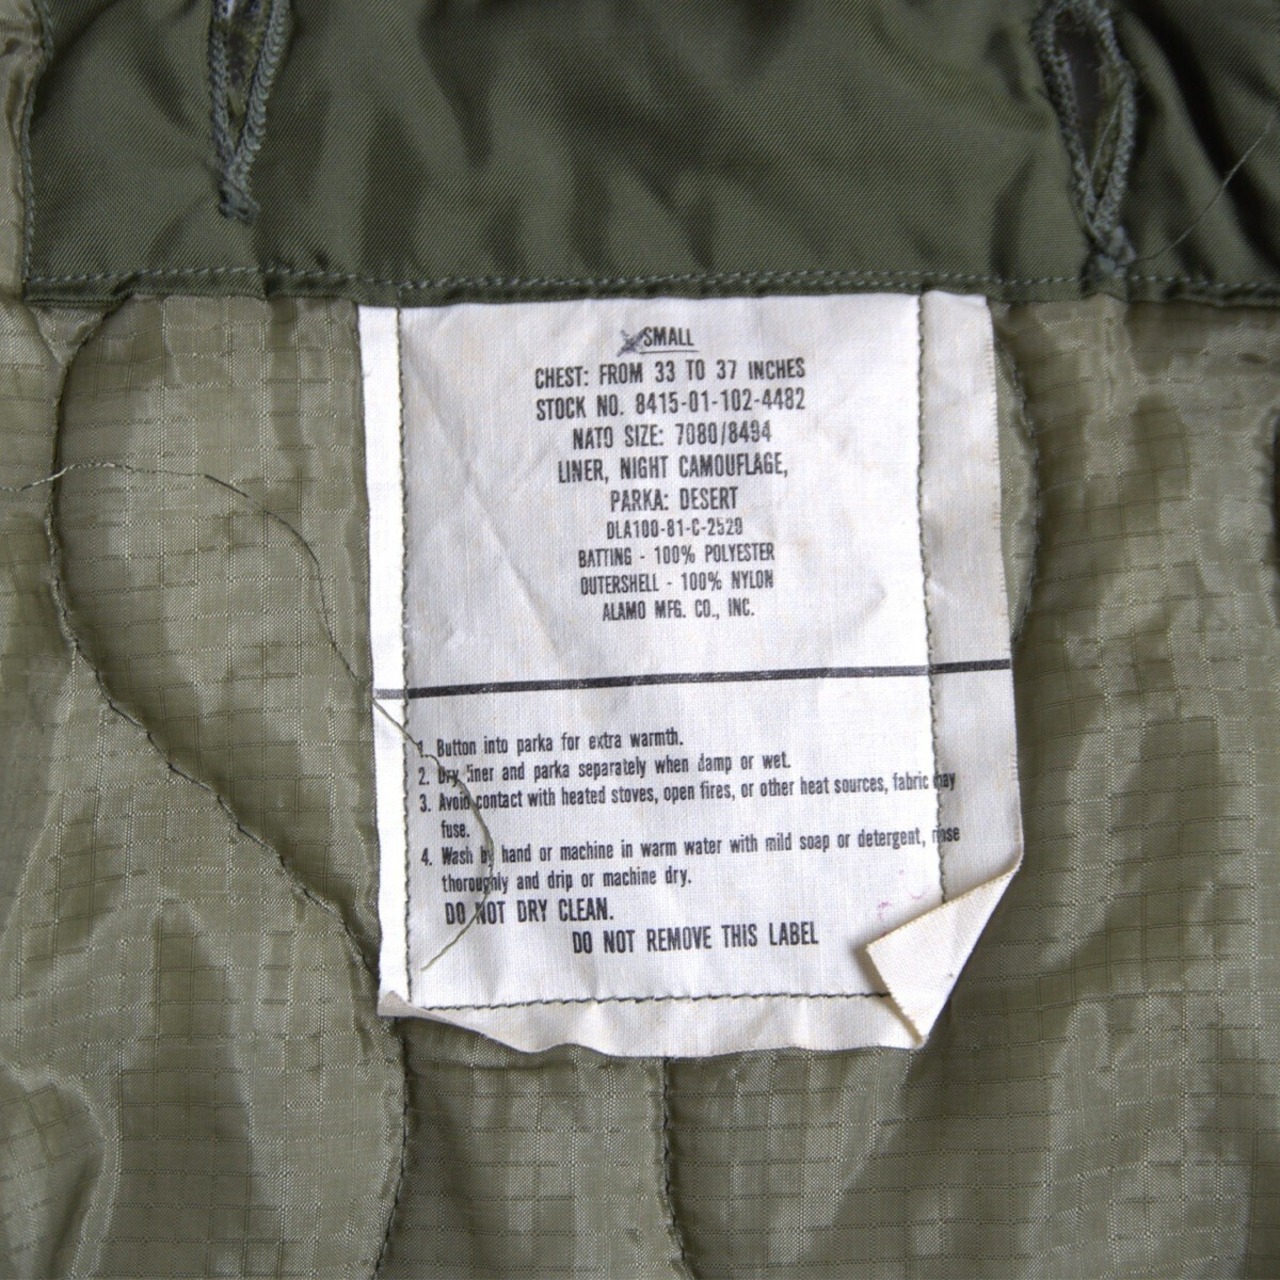 SMALL
CHEST: FROM 33 TO 37 INCHES
STOCK NO. 8415-01-102-4482
NATO SIZE: 7080/8494
LINER, NIGHT CAMOUFLAGE,
PARKA: DESERT
DLA100-81-C-2520
BATTING - 100% POLYESTER
OUTERSHELL - 100% NYLON
ALAMO MFG. CO., INC.
1. Button into parka for extra warmth.
2. Dry liner and parka separately when damp or wet.
3. Avoid contact with heated stoves, open fires, or other heat sources, fabric may
fuse.
4. Wash by hand or machine in warm water with mild soap or detergent, rinse
thoroughly and drip or machine dry.
DO NOT DRY CLEAN.
DO NOT REMOVE THIS LABEL